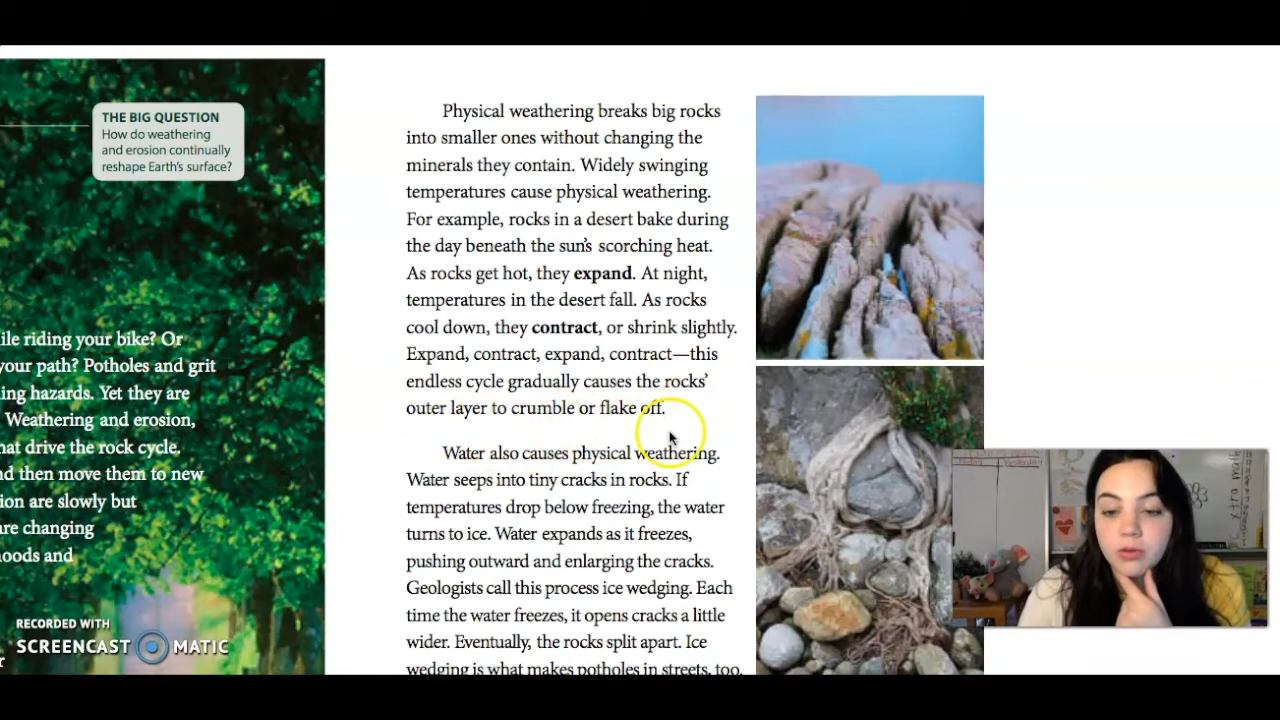 THE BIG QUESTION
How do weathering
and erosion continually
reshape Earth's surface?
ile riding your bike? Or
your path? Potholes and grit
ing hazards. Yet they are
Weathering and erosion,
hat drive the rock cycle.
nd then move them to new
ion are slowly but
are changing
hoods and
r
RECORDED WITH
SCREENCAST MATIC
Physical weathering breaks big rocks
into smaller ones without changing the
minerals they contain. Widely swinging
temperatures cause physical weathering.
For example, rocks in a desert bake during
the day beneath the sun's scorching heat.
As rocks get hot, they expand. At night,
temperatures in the desert fall. As rocks
cool down, they contract, or shrink slightly.
Expand, contract, expand, contract—this
endless cycle gradually causes the rocks'
outer layer to crumble or flake off.
Water also causes physical weathering.
Water seeps into tiny cracks in rocks. If
temperatures drop below freezing, the water
turns to ice. Water expands as it freezes,
pushing outward and enlarging the cracks.
Geologists call this process ice wedging. Each
time the water freezes, it opens cracks a little
wider. Eventually, the rocks split apart. Ice
wedging is what makes potholes in streets, too.
xtra math